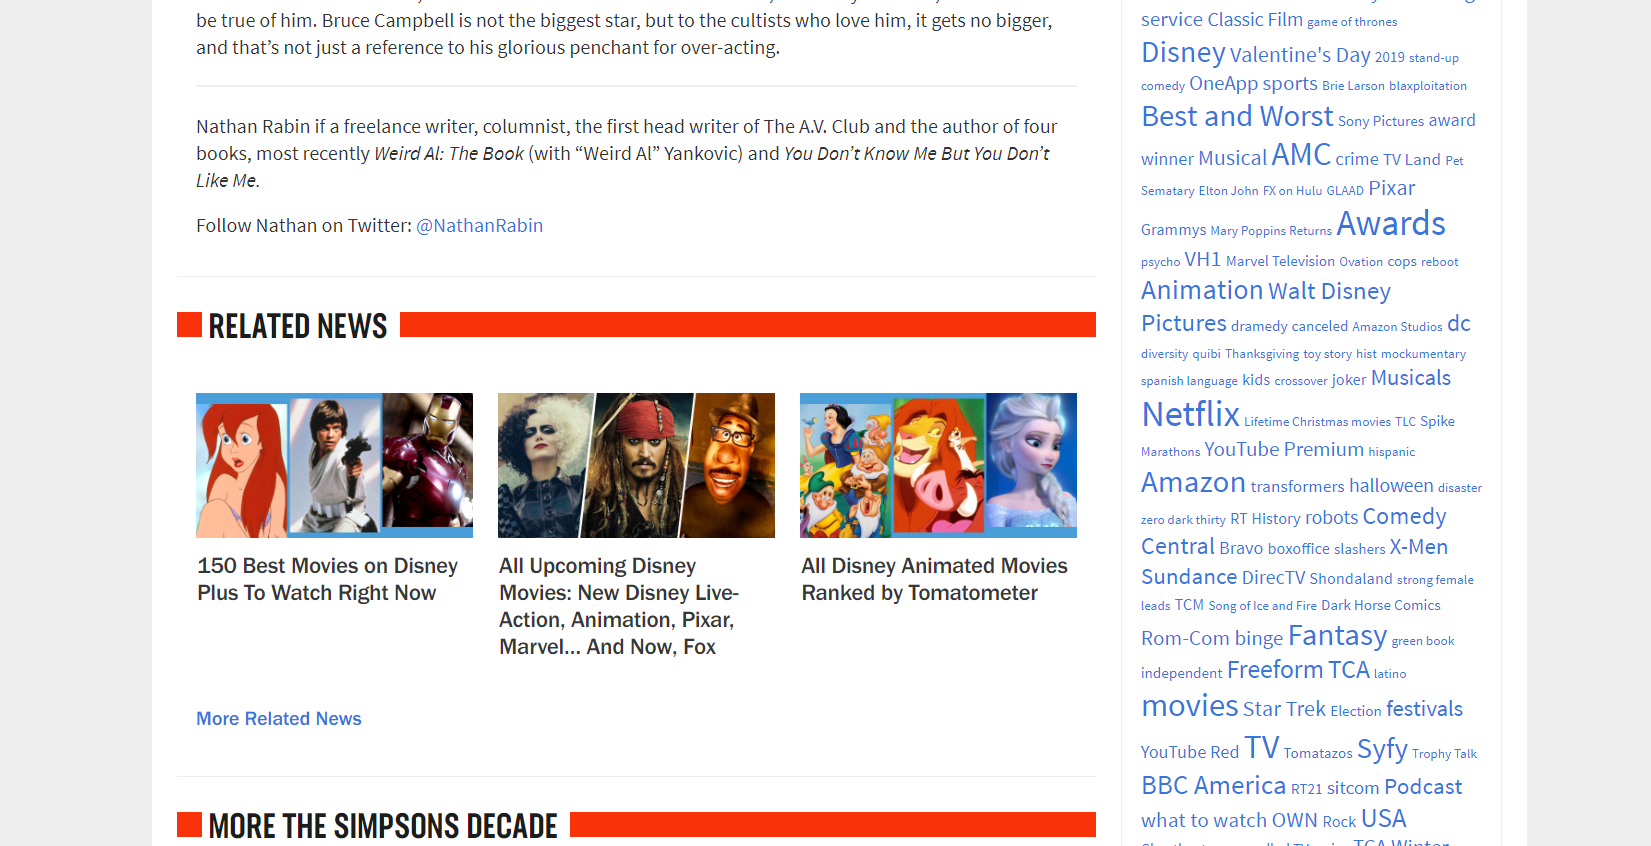 be true of him. Bruce Campbell is not the biggest star, but to the cultists who love him, it gets no bigger,
and that’s not just a reference to his glorious penchant for over-acting.
Nathan Rabin if a freelance writer, columnist, the first head writer of The A.V. Club and the author of four
books, most recently Weird Al: The Book (with “Weird Al” Yankovic) and You Don’t Know Me But You Don’t
Like Me.
Follow Nathan on Twitter: @NathanRabin
RELATED NEWS
150 Best Movies on Disney
Plus To Watch Right Now
All Upcoming Disney
Movies: New Disney Live-
Action, Animation, Pixar,
Marvel... And Now, Fox
All Disney Animated Movies
Ranked by Tomatometer
More Related News
MORE THE SIMPSONS DECADE
service Classic Film game of thrones
Disney Valentine's Day 2019 stand-up
comedy OneApp sports Brie Larson blaxploitation
Best and Worst Sony Pictures award
winner Musical AMC crime TV Land Pet
Sematary Elton John FX on Hulu GLAAD Pixar
Grammys Mary Poppins Returns Awards
psycho VH1 Marvel Television Ovation cops reboot
Animation Walt Disney
Pictures dramedy canceled Amazon Studios dc
diversity quibi Thanksgiving toy story hist mockumentary
spanish language kids crossover joker Musicals
Netflix Lifetime Christmas movies TLC Spike
Marathons YouTube Premium hispanic
Amazon transformers halloween disaster
zero dark thirty RT History robots Comedy
Central Bravo boxoffice slashers X-Men
Sundance DirecTV Shondaland strong female
leads TCM Song of Ice and Fire Dark Horse Comics
Rom-Com binge Fantasy green book
independent Freeform TCA latino
movies Star Trek Election festivals
YouTube Red TV Tomatazos Syfy Trophy Talk
BBC America RT21 sitcom Podcast
what to watch OWN Rock USA
TCA Winter